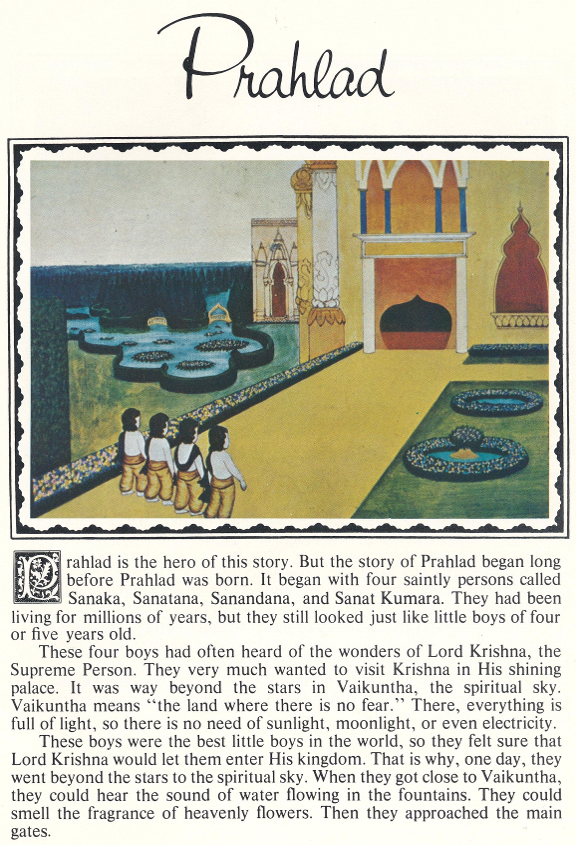 Prahlad
Prahlad is the hero of this story. But the story of Prahlad began long
before Prahlad was born. It began with four saintly persons called
Sanaka, Sanatana, Sanandana, and Sanat Kumara. They had been
living for millions of years, but they still looked just like little boys of four
or five years old.
These four boys had often heard of the wonders of Lord Krishna, the
Supreme Person. They very much wanted to visit Krishna in His shining
palace. It was way beyond the stars in Vaikuntha, the spiritual sky.
Vaikuntha means “the land where there is no fear.” There, everything is
full of light, so there is no need of sunlight, moonlight, or even electricity.
These boys were the best little boys in the world, so they felt sure that
Lord Krishna would let them enter His kingdom. That is why, one day, they
went beyond the stars to the spiritual sky. When they got close to Vaikuntha,
they could hear the sound of water flowing in the fountains. They could
smell the fragrance of heavenly flowers. Then they approached the main
gates.